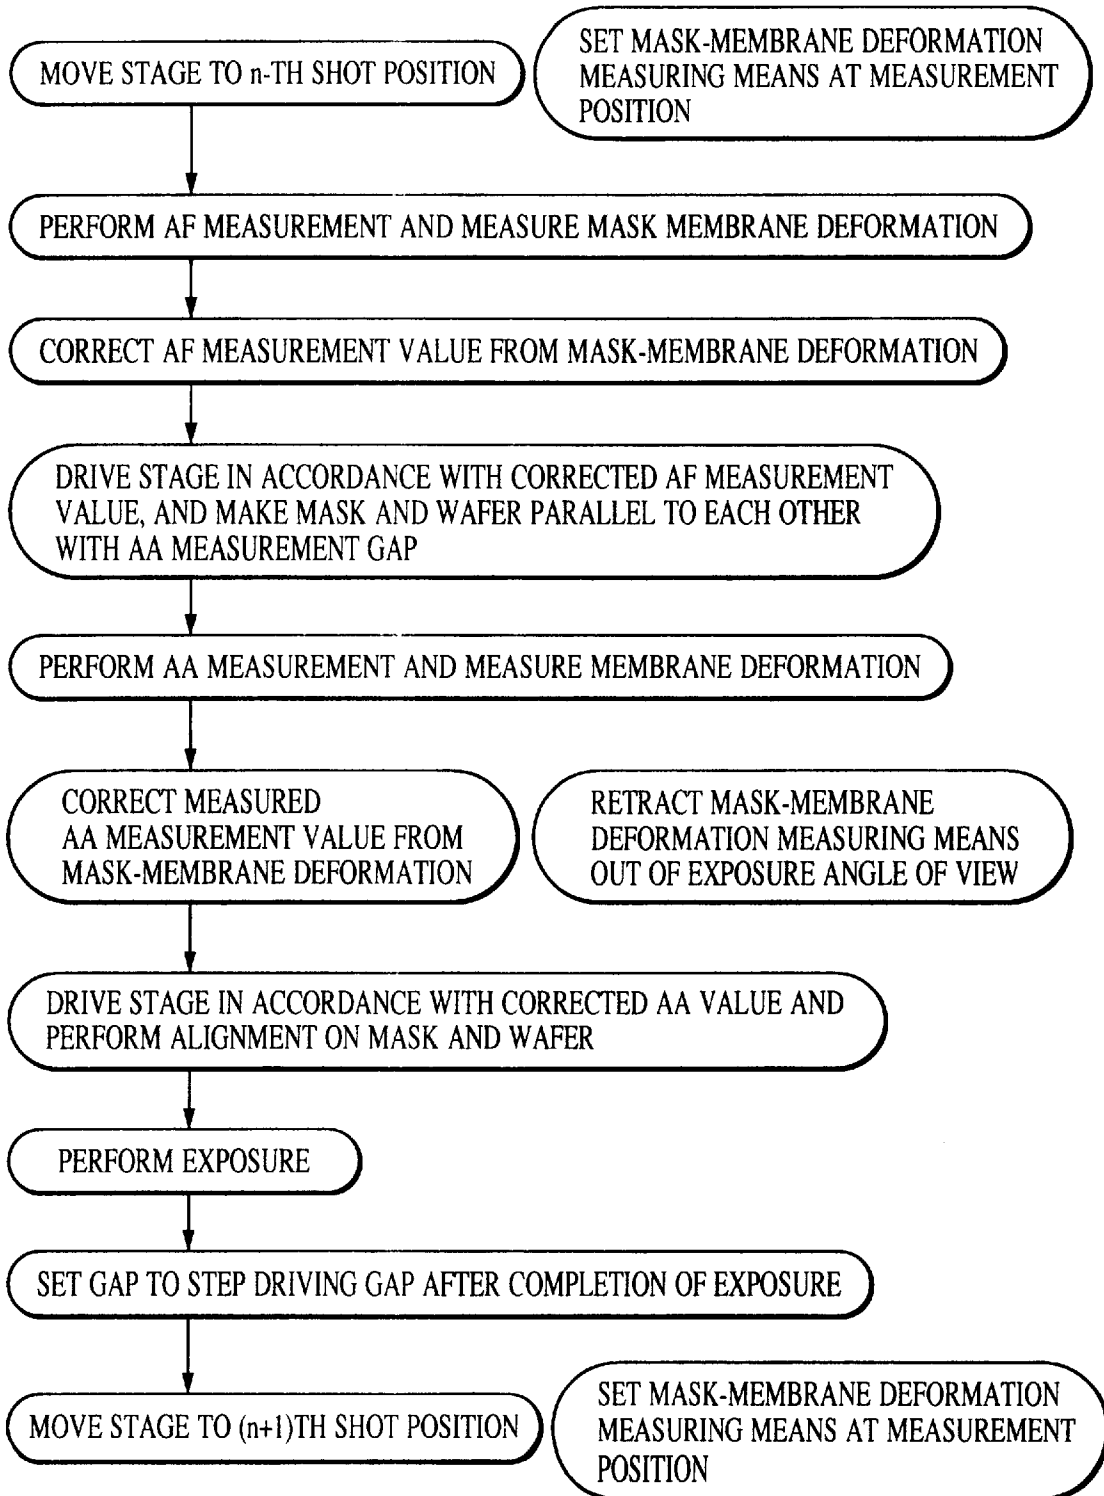 MOVE STAGE TO n-TH SHOT POSITION
SET MASK-MEMBRANE DEFORMATION
MEASURING MEANS AT MEASUREMENT
POSITION
PERFORM AF MEASUREMENT AND MEASURE MASK MEMBRANE DEFORMATION
CORRECT AF MEASUREMENT VALUE FROM MASK-MEMBRANE DEFORMATION
DRIVE STAGE IN ACCORDANCE WITH CORRECTED AF MEASUREMENT
VALUE, AND MAKE MASK AND WAFER PARALLEL TO EACH OTHER
WITH AA MEASUREMENT GAP
PERFORM AA MEASUREMENT AND MEASURE MEMBRANE DEFORMATION
CORRECT MEASURED
AA MEASUREMENT VALUE FROM
MASK-MEMBRANE DEFORMATION
RETRACT MASK-MEMBRANE
DEFORMATION MEASURING MEANS
OUT OF EXPOSURE ANGLE OF VIEW
DRIVE STAGE IN ACCORDANCE WITH CORRECTED AA VALUE AND
PERFORM ALIGNMENT ON MASK AND WAFER
PERFORM EXPOSURE
SET GAP TO STEP DRIVING GAP AFTER COMPLETION OF EXPOSURE
MOVE STAGE TO (n+1)TH SHOT POSITION
SET MASK-MEMBRANE DEFORMATION
MEASURING MEANS AT MEASUREMENT
POSITION